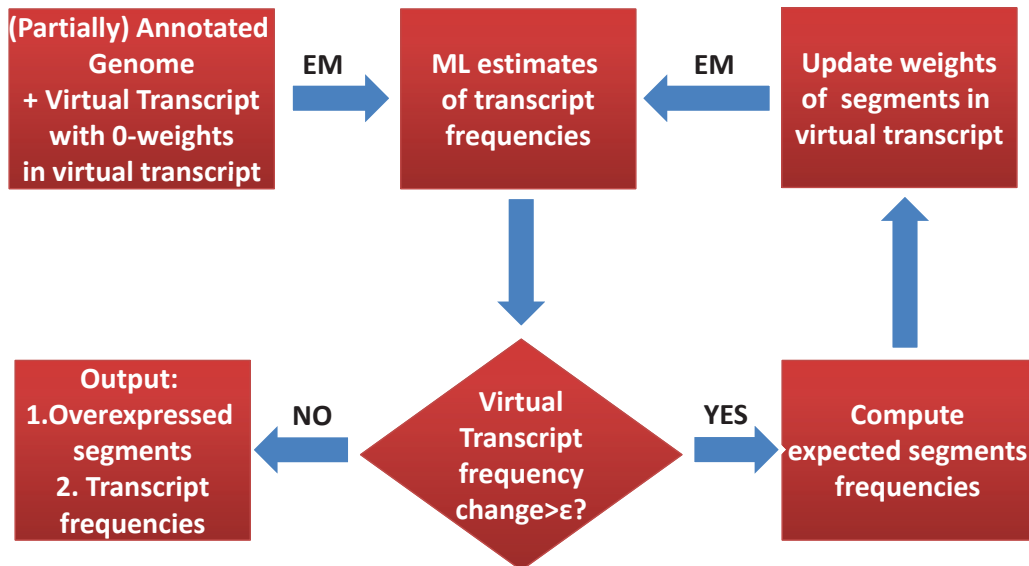 (Partially) Annotated
Genome
+ Virtual Transcript
with 0-weights
in virtual transcript
EM
ML estimates
of transcript
frequencies
EM
Update weights
of segments in
virtual transcript
Output:
1.Overexpressed
segments
2. Transcript
frequencies
NO
Virtual
Transcript
frequency
change>ε?
YES
Compute
expected segments
frequencies